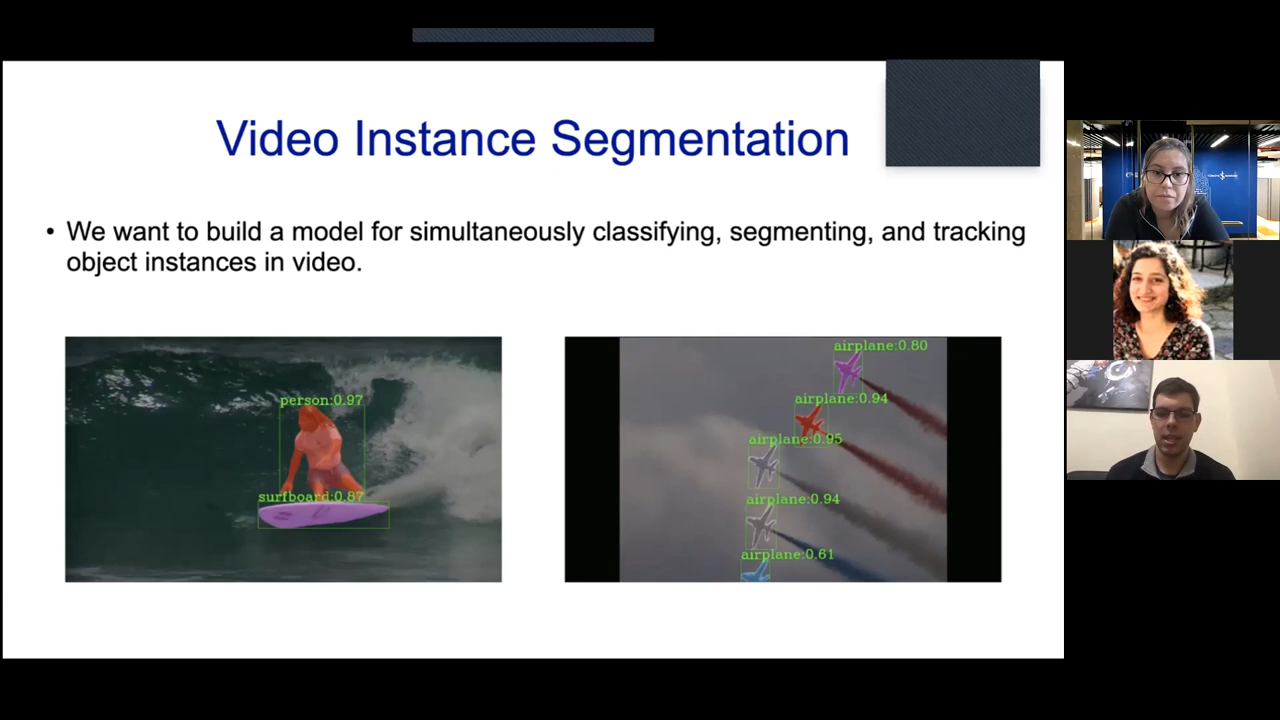 Video Instance Segmentation
• We want to build a model for simultaneously classifying, segmenting, and tracking
object instances in video.
person:0.97
surfboard:0.87
airplane:0.80
airplane:0.94
airplane:0.95
airplane:0.94
airplane:0.61